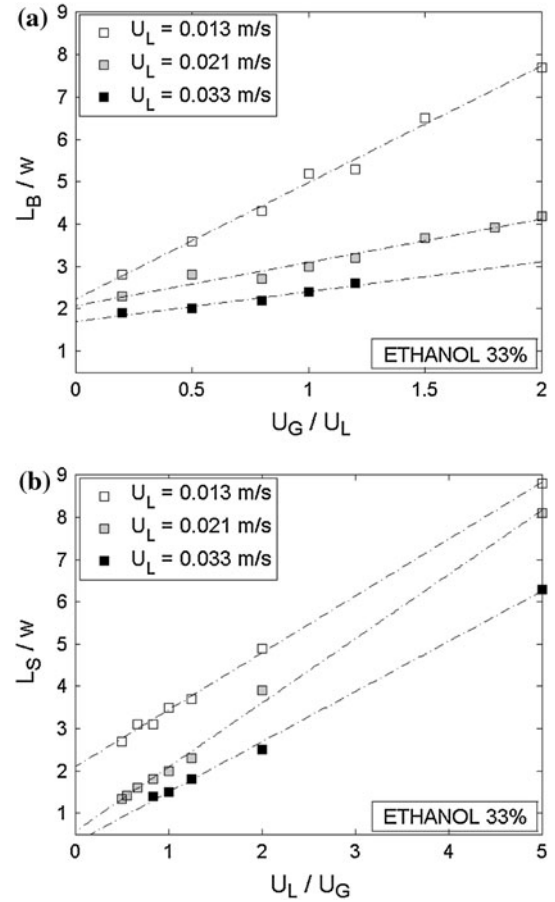 (a)
9
8
7
6
5
4
3
2
1
L_B / w
U_L = 0.013 m/s
U_L = 0.021 m/s
U_L = 0.033 m/s
ETHANOL 33%
0 0.5 1 1.5 2
U_G / U_L
(b)
9
8
7
6
5
4
3
2
1
L_S / w
U_L = 0.013 m/s
U_L = 0.021 m/s
U_L = 0.033 m/s
ETHANOL 33%
0 1 2 3 4 5
U_L / U_G